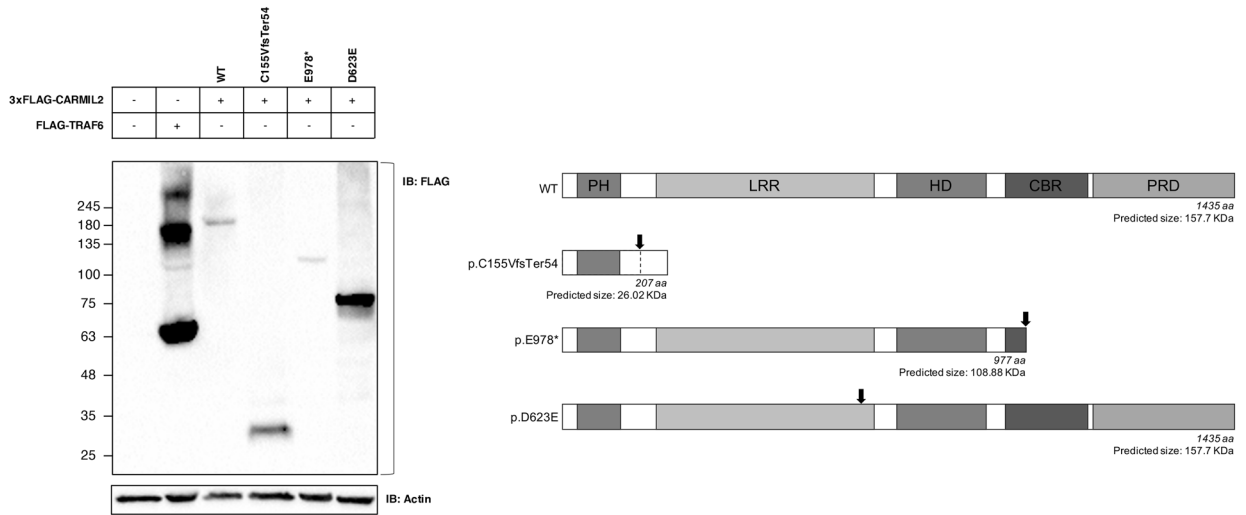 WT
C155VfsTer54
E978*
D623E
3xFLAG-CARMIL2 - - + + + +
FLAG-TRAF6 - + - - - -
IB: FLAG
245
180
135
100
75
63
48
35
25
IB: Actin
WT PH LRR HD CBR PRD
1435 aa
Predicted size: 157.7 KDa
p.C155VfsTer54
207 aa
Predicted size: 26.02 KDa
p.E978*
977 aa
Predicted size: 108.88 KDa
p.D623E
1435 aa
Predicted size: 157.7 KDa